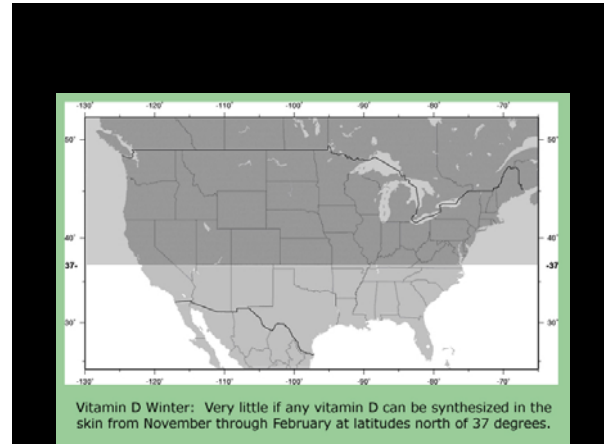 -130° -120° -110° -100° -90° -80° -70°
50° 50°
40° 40°
37- -37
30° 30°
-130° -120° -110° -100° -90° -80° -70°
Vitamin D Winter: Very little if any vitamin D can be synthesized in the
skin from November through February at latitudes north of 37 degrees.